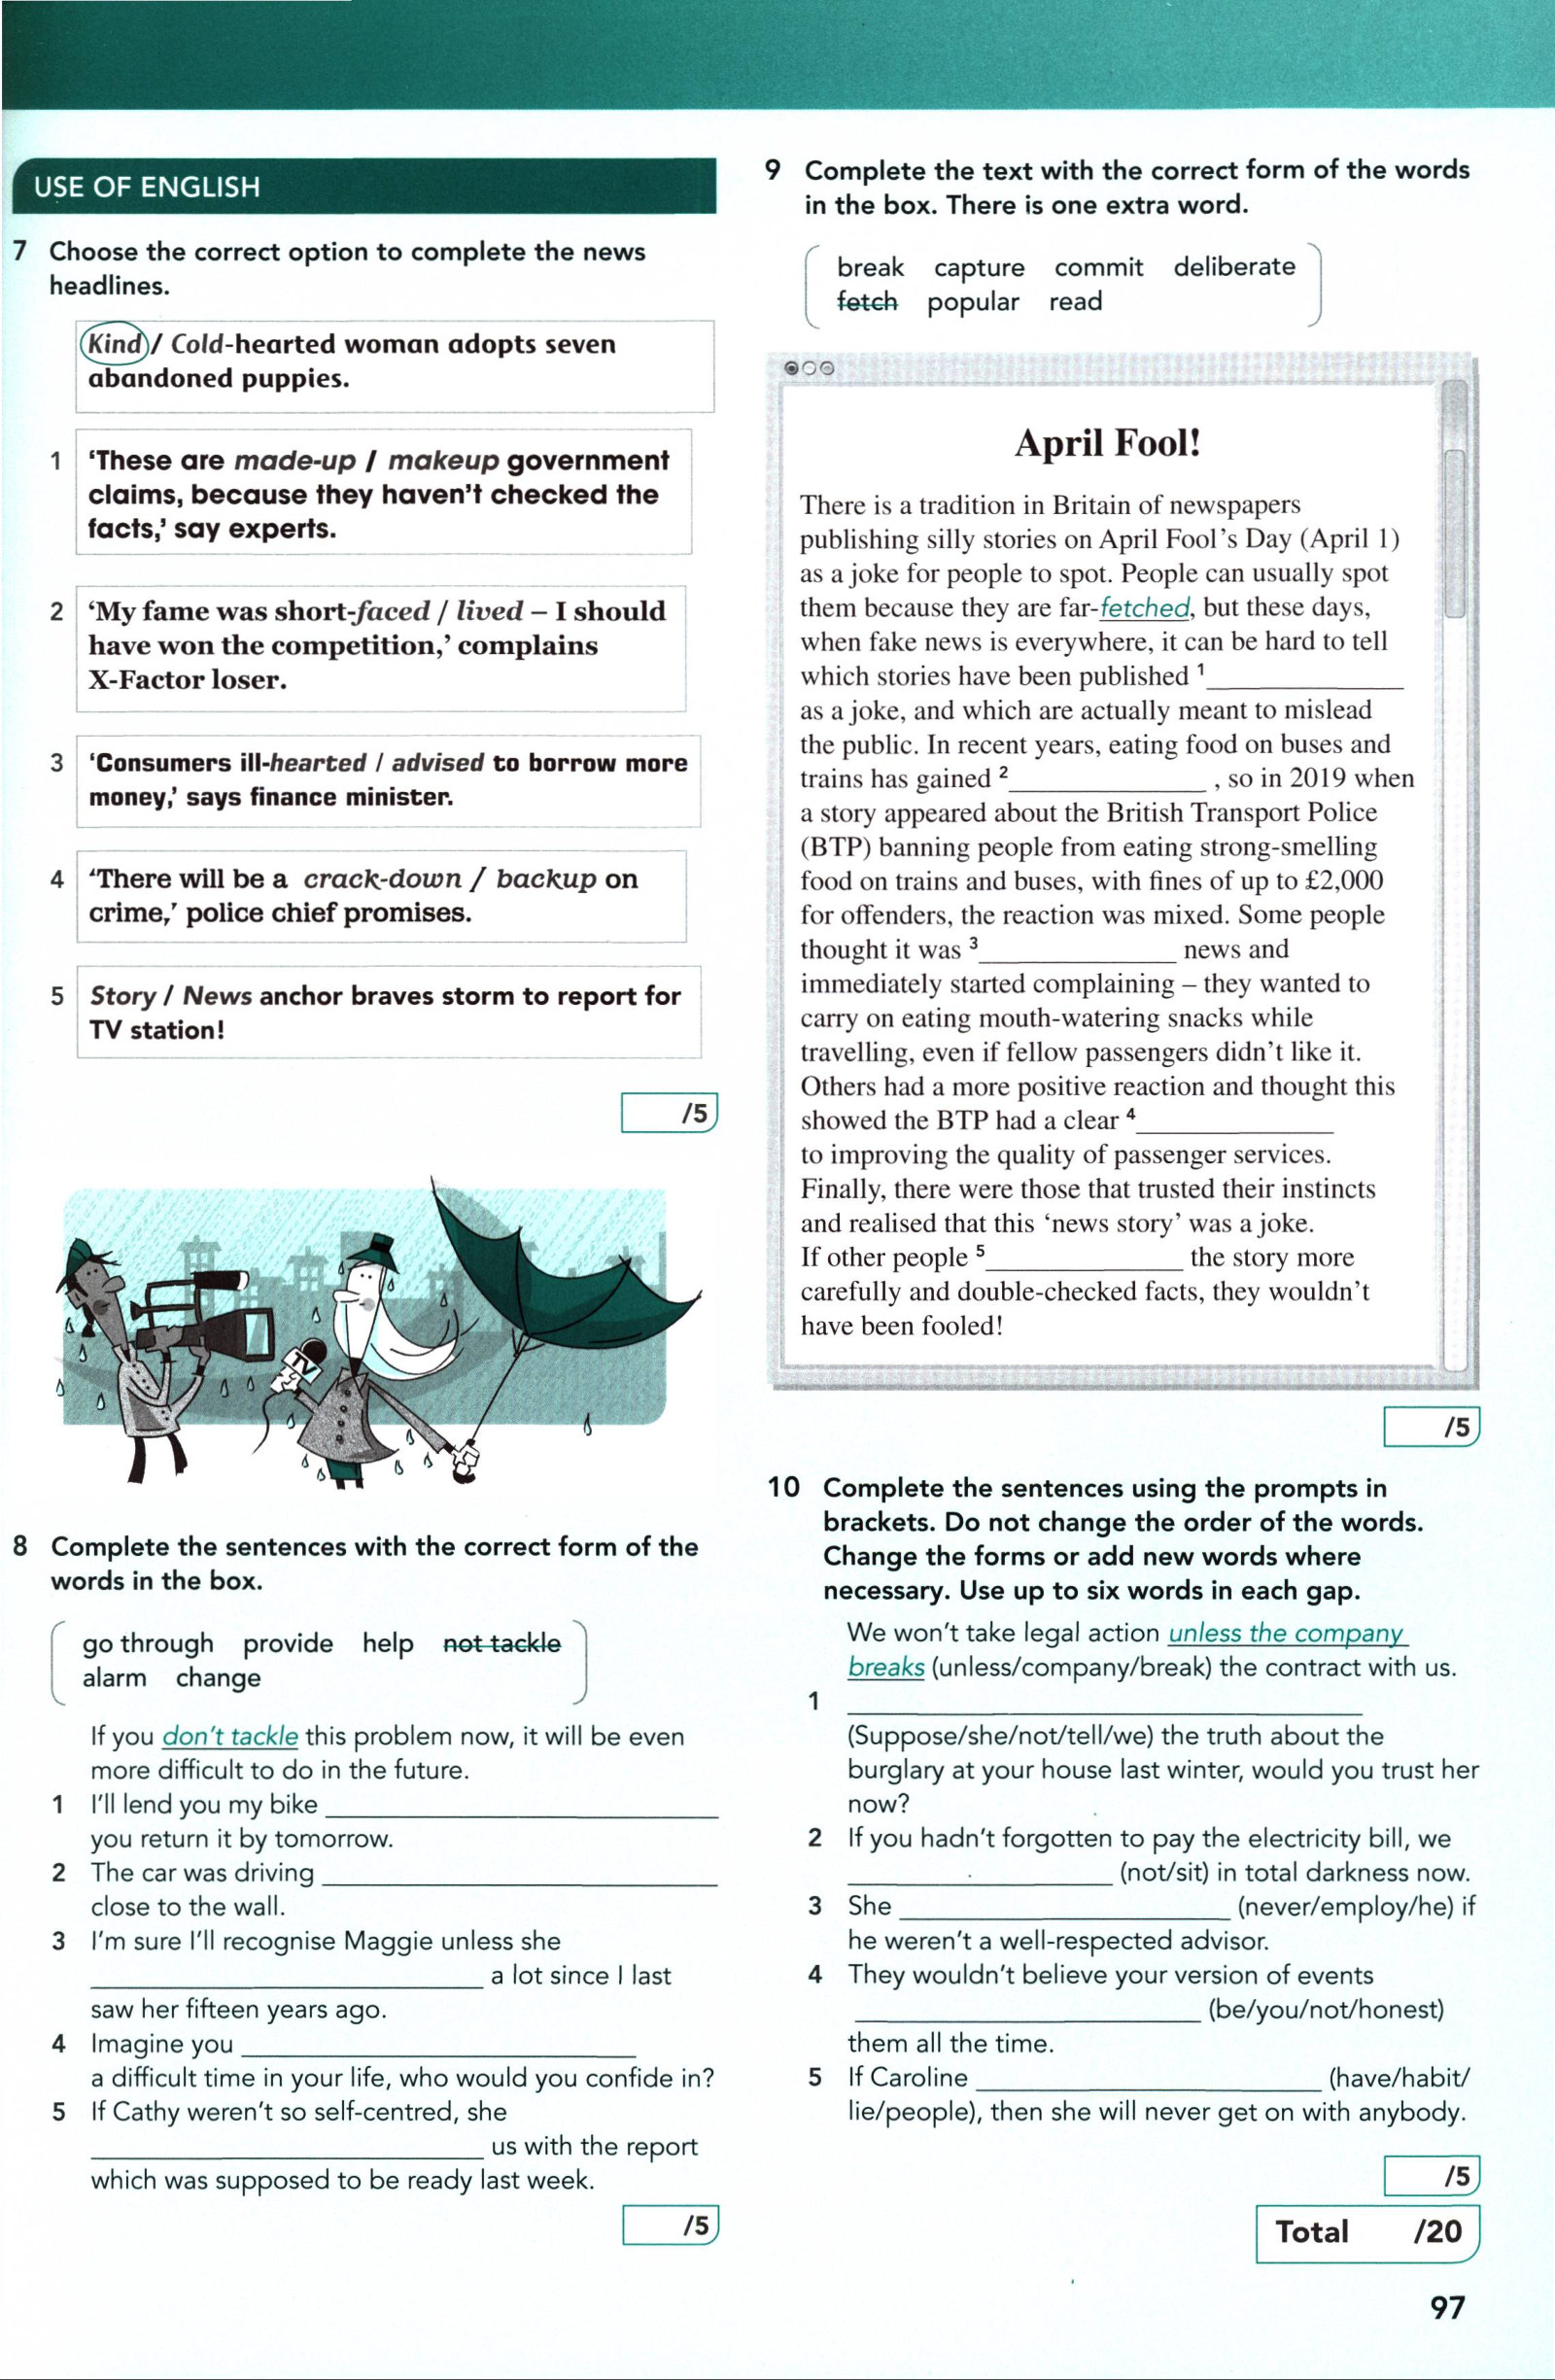 USE OF ENGLISH
7 Choose the correct option to complete the news
headlines.
Kind / Cold-hearted woman adopts seven
abandoned puppies.
1 ‘These are made-up / makeup government
claims, because they haven’t checked the
facts,’ say experts.
2 ‘My fame was short-faced / lived – I should
have won the competition,’ complains
X-Factor loser.
3 ‘Consumers ill-hearted / advised to borrow more
money,’ says finance minister.
4 ‘There will be a crack-down / backup on
crime,’ police chief promises.
5 Story / News anchor braves storm to report for
TV station!
/5
TV
8 Complete the sentences with the correct form of the
words in the box.
go through provide help not tackle
alarm change
If you don’t tackle this problem now, it will be even
more difficult to do in the future.
1 I’ll lend you my bike ____
you return it by tomorrow.
2 The car was driving ____
close to the wall.
3 I’m sure I’ll recognise Maggie unless she
____ a lot since I last
saw her fifteen years ago.
4 Imagine you ____
a difficult time in your life, who would you confide in?
5 If Cathy weren’t so self-centred, she
____ us with the report
which was supposed to be ready last week.
/5
9 Complete the text with the correct form of the words
in the box. There is one extra word.
break capture commit deliberate
fetch popular read
April Fool!
There is a tradition in Britain of newspapers
publishing silly stories on April Fool’s Day (April 1)
as a joke for people to spot. People can usually spot
them because they are far-fetched, but these days,
when fake news is everywhere, it can be hard to tell
which stories have been published 1____
as a joke, and which are actually meant to mislead
the public. In recent years, eating food on buses and
trains has gained 2____ , so in 2019 when
a story appeared about the British Transport Police
(BTP) banning people from eating strong-smelling
food on trains and buses, with fines of up to £2,000
for offenders, the reaction was mixed. Some people
thought it was 3____ news and
immediately started complaining – they wanted to
carry on eating mouth-watering snacks while
travelling, even if fellow passengers didn’t like it.
Others had a more positive reaction and thought this
showed the BTP had a clear 4____
to improving the quality of passenger services.
Finally, there were those that trusted their instincts
and realised that this ‘news story’ was a joke.
If other people 5____ the story more
carefully and double-checked facts, they wouldn’t
have been fooled!
/5
10 Complete the sentences using the prompts in
brackets. Do not change the order of the words.
Change the forms or add new words where
necessary. Use up to six words in each gap.
We won’t take legal action unless the company
breaks (unless/company/break) the contract with us.
1 ____
(Suppose/she/not/tell/we) the truth about the
burglary at your house last winter, would you trust her
now?
2 If you hadn’t forgotten to pay the electricity bill, we
____ (not/sit) in total darkness now.
3 She ____ (never/employ/he) if
he weren’t a well-respected advisor.
4 They wouldn’t believe your version of events
____ (be/you/not/honest)
them all the time.
5 If Caroline ____ (have/habit/
lie/people), then she will never get on with anybody.
/5
Total /20
97